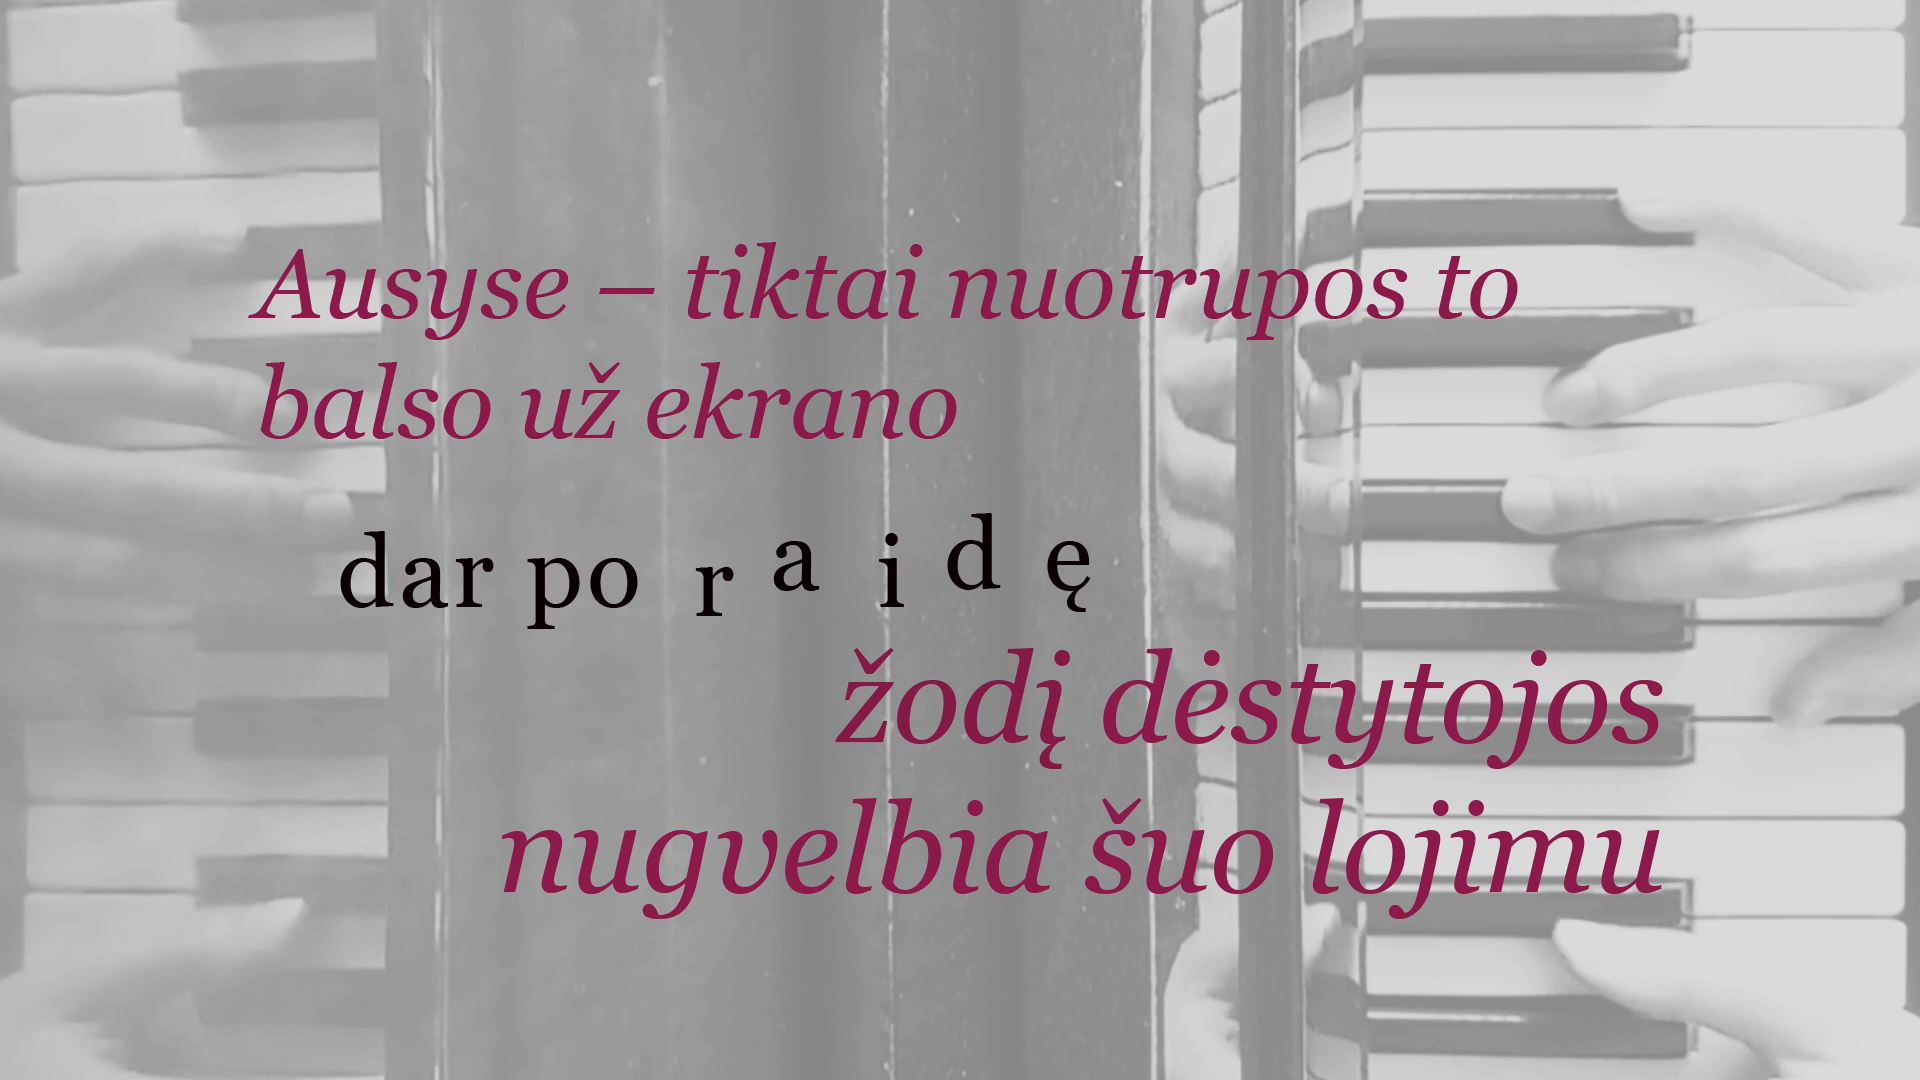 Ausyse – tiktai nuotrupos to
balso už ekrano
dar po r a i d ę
žodį dėstytojos
nugvelbia šuo lojimu